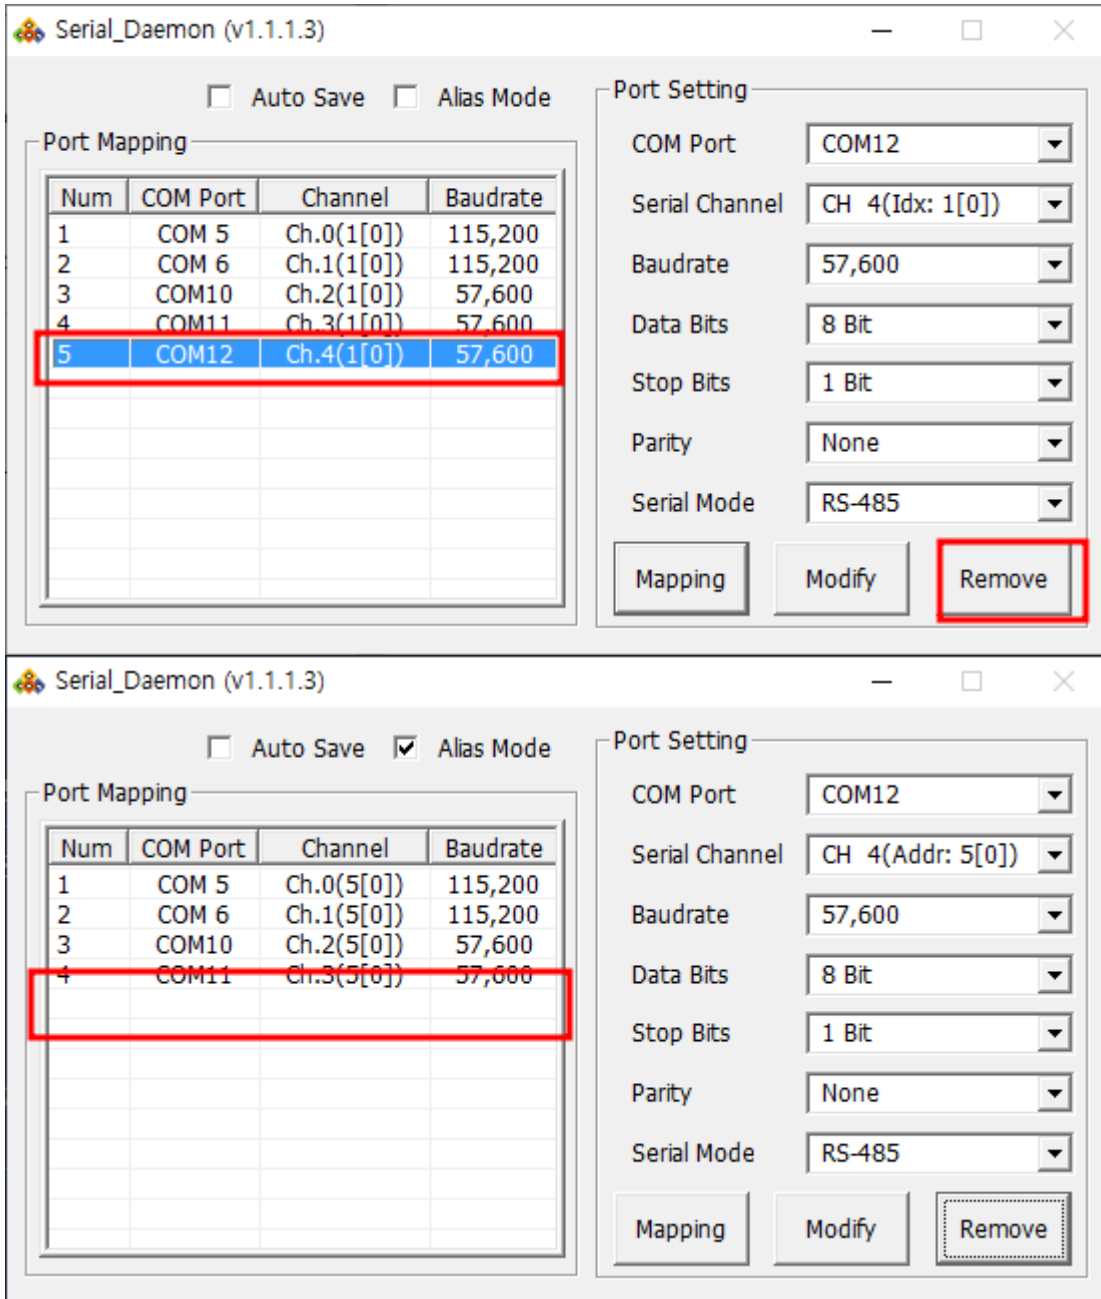 Serial_Daemon (v1.1.1.3)
Auto Save Alias Mode
Port Mapping
Num COM Port Channel Baudrate
1 COM 5 Ch.0(1[0]) 115,200
2 COM 6 Ch.1(1[0]) 115,200
3 COM10 Ch.2(1[0]) 57,600
4 COM11 Ch.3(1[0]) 57,600
5 COM12 Ch.4(1[0]) 57,600
Port Setting
COM Port COM12
Serial Channel CH 4(Idx: 1[0])
Baudrate 57,600
Data Bits 8 Bit
Stop Bits 1 Bit
Parity None
Serial Mode RS-485
Mapping Modify Remove
Serial_Daemon (v1.1.1.3)
Auto Save Alias Mode
Port Mapping
Num COM Port Channel Baudrate
1 COM 5 Ch.0(5[0]) 115,200
2 COM 6 Ch.1(5[0]) 115,200
3 COM10 Ch.2(5[0]) 57,600
4 COM11 Ch.3(5[0]) 57,600
Port Setting
COM Port COM12
Serial Channel CH 4(Addr: 5[0])
Baudrate 57,600
Data Bits 8 Bit
Stop Bits 1 Bit
Parity None
Serial Mode RS-485
Mapping Modify Remove